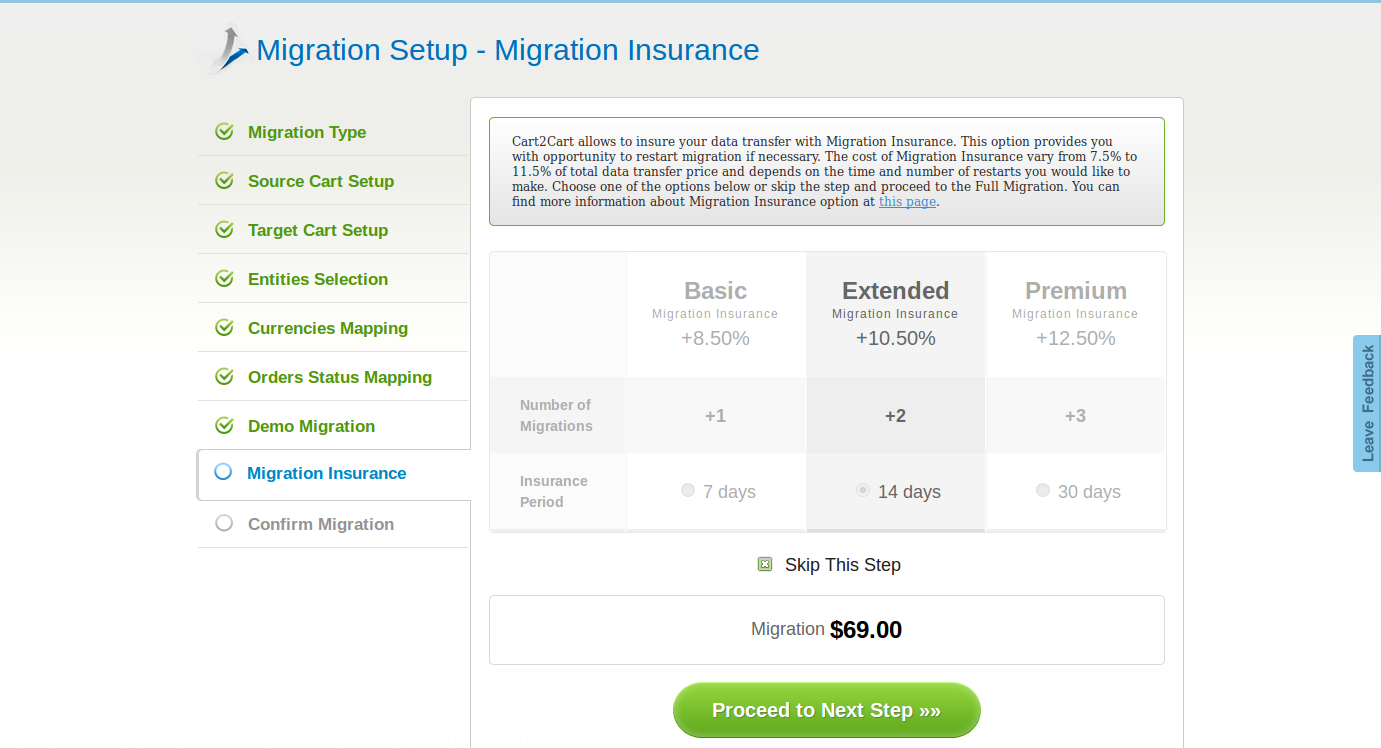 Migration Setup - Migration Insurance
Migration Type
Source Cart Setup
Target Cart Setup
Entities Selection
Currencies Mapping
Orders Status Mapping
Demo Migration
Migration Insurance
Confirm Migration
Cart2Cart allows to insure your data transfer with Migration Insurance. This option provides you
with opportunity to restart migration if necessary. The cost of Migration Insurance vary from 7.5% to
11.5% of total data transfer price and depends on the time and number of restarts you would like to
make. Choose one of the options below or skip the step and proceed to the Full Migration. You can
find more information about Migration Insurance option at this page.
Basic Extended Premium
Migration Insurance Migration Insurance Migration Insurance
+8.50% +10.50% +12.50%
Number of
Migrations
+1 +2 +3
Insurance
Period
7 days 14 days 30 days
Skip This Step
Migration $69.00
Proceed to Next Step »»
Leave Feedback